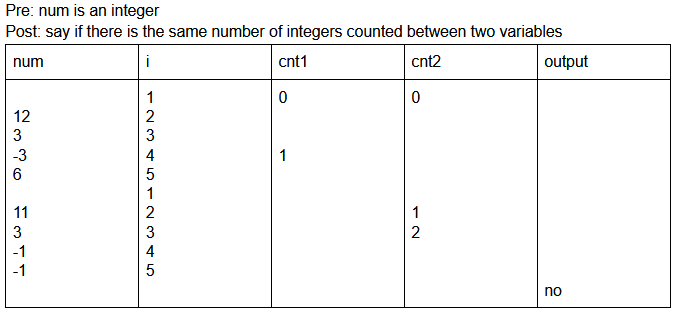 Pre: num is an integer
Post: say if there is the same number of integers counted between two variables
num i cnt1 cnt2 output
1 0 0
12 2
3 3
-3 4 1
6 5
1
11 2 1
3 3 2
-1 4
-1 5
no